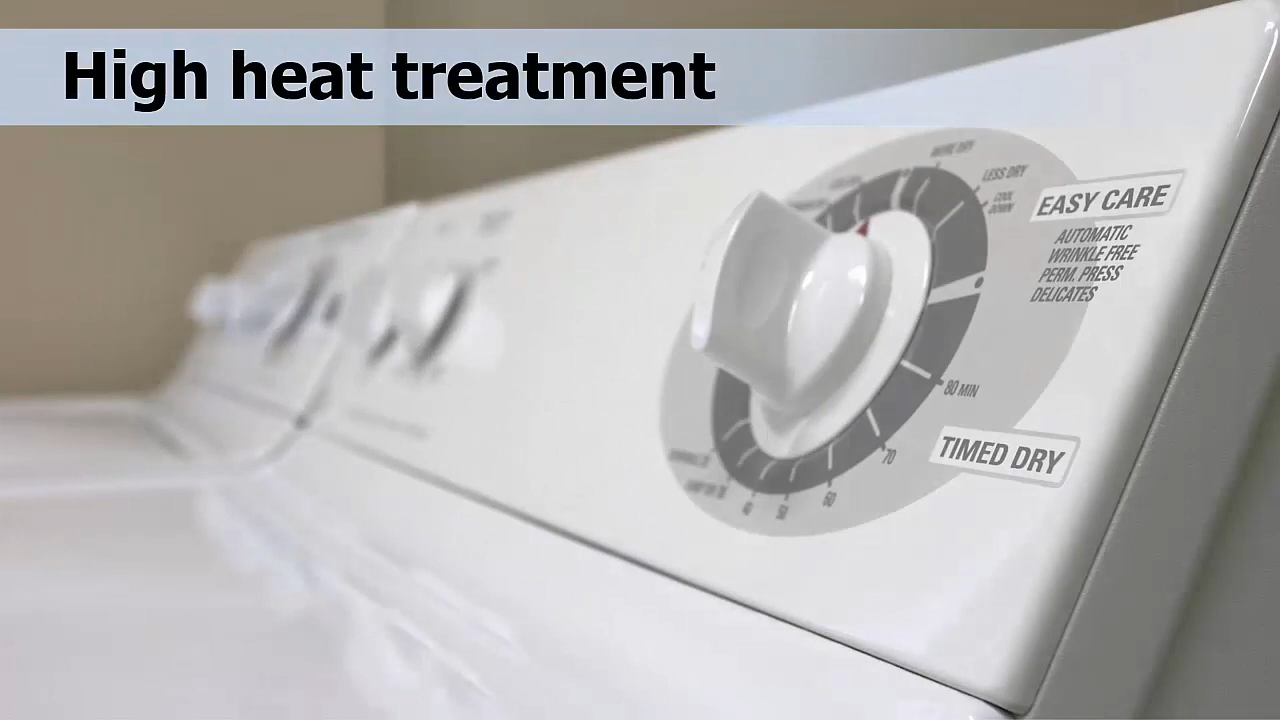 High heat treatment
MORE DRY
LESS DRY
COOL
DOWN
EASY CARE
AUTOMATIC
WRINKLE FREE
PERM. PRESS
DELICATES
80 MIN
TIMED DRY
70
60
50
40